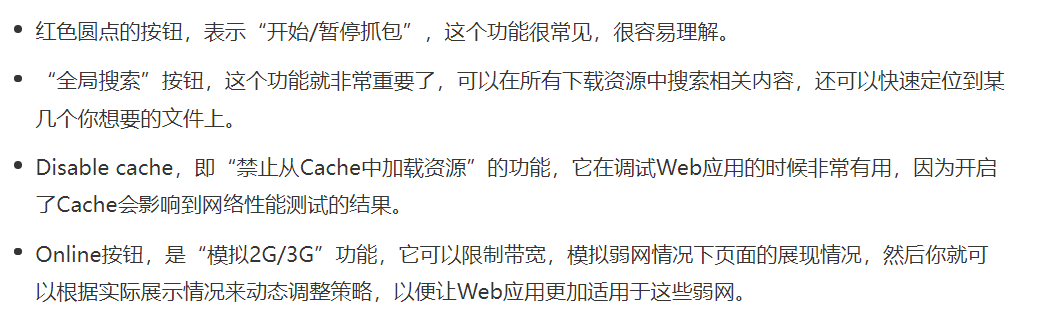 红色圆点的按钮，表示“开始/暂停抓包”，这个功能很常见，很容易理解。
“全局搜索”按钮，这个功能就非常重要了，可以在所有下载资源中搜索相关内容，还可以快速定位到某
几个你想要的文件上。
Disable cache，即“禁止从Cache中加载资源”的功能，它在调试Web应用的时候非常有用，因为开启
了Cache会影响到网络性能测试的结果。
Online按钮，是“模拟2G/3G”功能，它可以限制带宽，模拟弱网情况下页面的展现情况，然后你就可
以根据实际展示情况来动态调整策略，以便让Web应用更加适用于这些弱网。